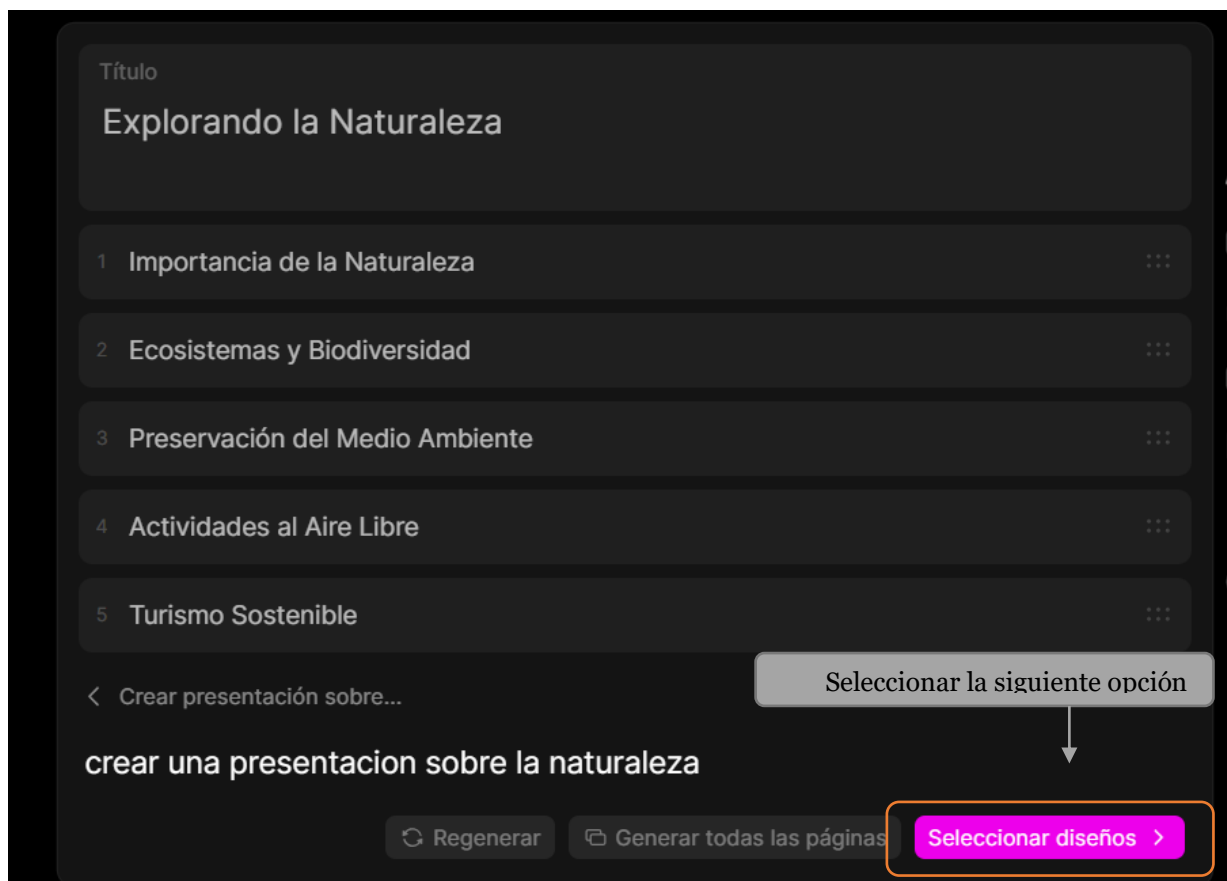 Título
Explorando la Naturaleza
1 Importancia de la Naturaleza
2 Ecosistemas y Biodiversidad
3 Preservación del Medio Ambiente
4 Actividades al Aire Libre
5 Turismo Sostenible
Seleccionar la siguiente opción
< Crear presentación sobre...
crear una presentacion sobre la naturaleza
Regenerar Generar todas las páginas Seleccionar diseños >